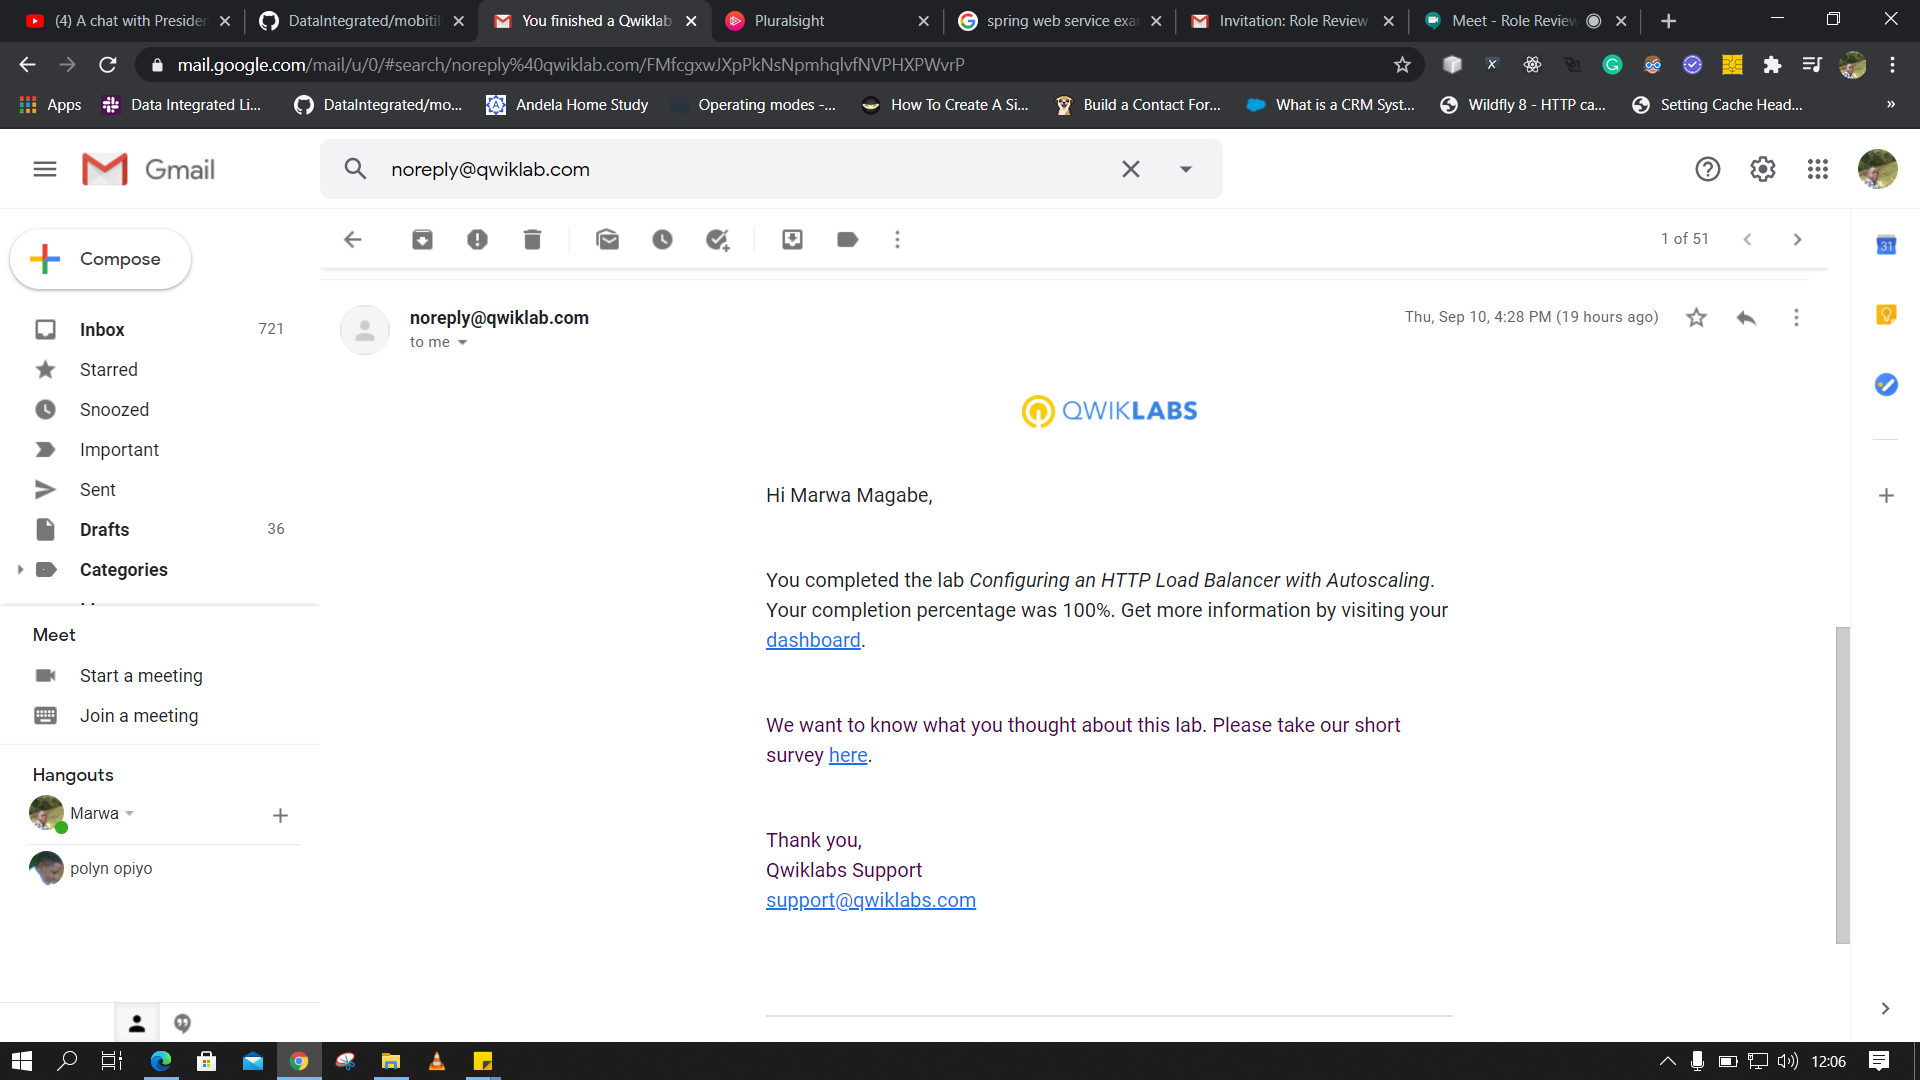 (4) A chat with Presiden
DataIntegrated/mobitil
You finished a Qwiklab
Pluralsight
spring web service exa
Invitation: Role Review
Meet - Role Review
mail.google.com/mail/u/0/#search/noreply%40qwiklab.com/FMfcgxwJXpPkNsNpmhqlvfNVPHXPWvrP
Apps
Data Integrated Li...
DataIntegrated/mo...
Andela Home Study
Operating modes -...
How To Create A Si...
Build a Contact For...
What is a CRM Syst...
Wildfly 8 - HTTP ca...
Setting Cache Head...
»
Gmail
noreply@qwiklab.com
1 of 51
Compose
31
Inbox 721
Starred
Snoozed
Important
Sent
Drafts 36
Categories
Meet
Start a meeting
Join a meeting
Hangouts
Marwa
polyn opiyo
noreply@qwiklab.com
Thu, Sep 10, 4:28 PM (19 hours ago)
to me
QWIKLABS
Hi Marwa Magabe,
You completed the lab Configuring an HTTP Load Balancer with Autoscaling.
Your completion percentage was 100%. Get more information by visiting your
dashboard.
We want to know what you thought about this lab. Please take our short
survey here.
Thank you,
Qwiklabs Support
support@qwiklabs.com
12:06